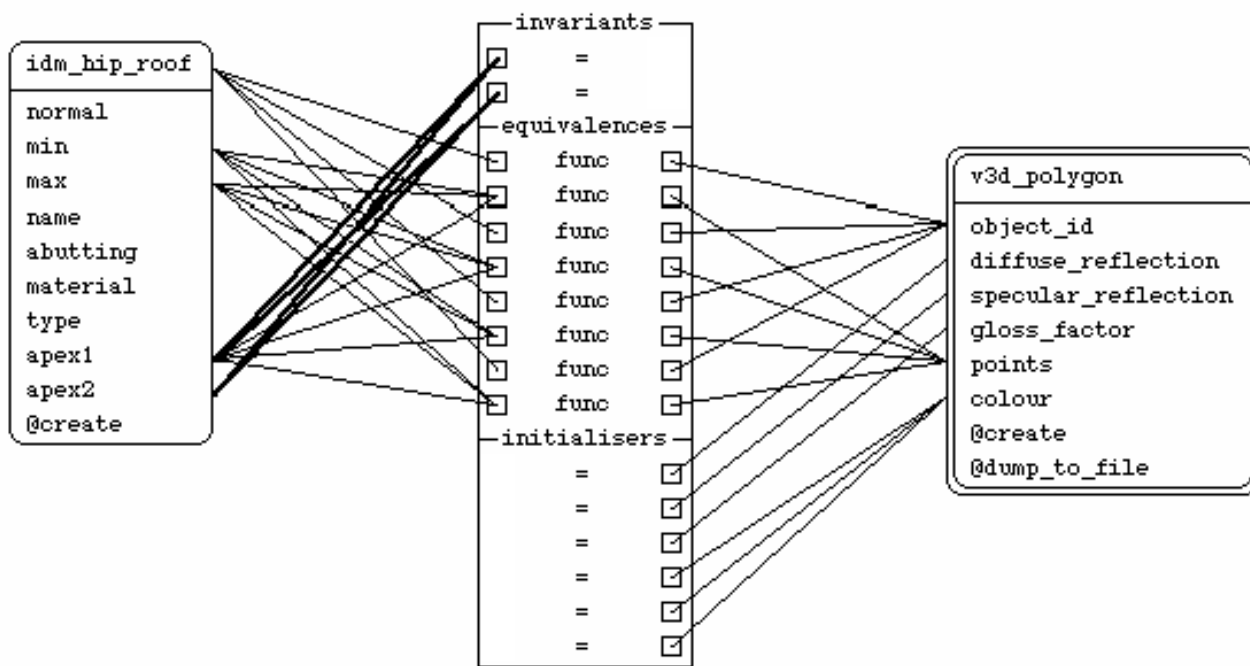 idm_hip_roof
normal
min
max
name
abutting
material
type
apex1
apex2
@create
invariants
=
=
equivalences
func
func
func
func
func
func
func
func
initialisers
=
=
=
=
=
=
v3d_polygon
object_id
diffuse_reflection
specular_reflection
gloss_factor
points
colour
@create
@dump_to_file